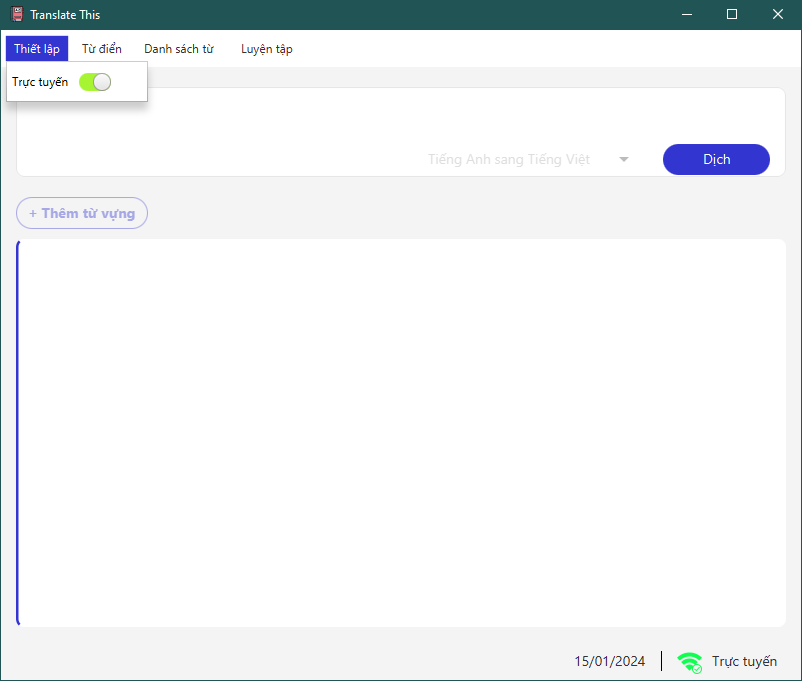 Translate This
Thiết lập Từ điển Danh sách từ Luyện tập
Trực tuyến
Tiếng Anh sang Tiếng Việt Dịch
+ Thêm từ vựng
15/01/2024 Trực tuyến